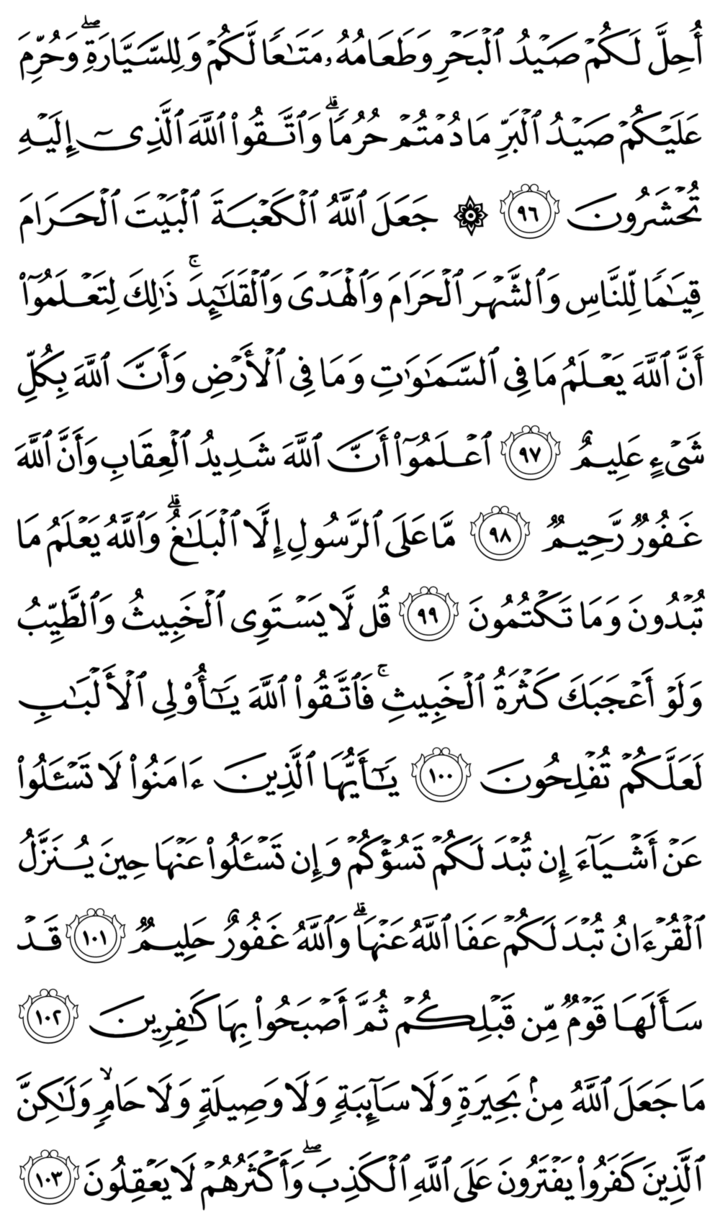 أُحِلَّ لَكُمۡ صَيۡدُ ٱلۡبَحۡرِ وَطَعَامُهُۥ مَتَٰعٗا لَّكُمۡ وَلِلسَّيَّارَةِۖ وَحُرِّمَ
عَلَيۡكُمۡ صَيۡدُ ٱلۡبَرِّ مَا دُمۡتُمۡ حُرُمٗاۗ وَٱتَّقُواْ ٱللَّهَ ٱلَّذِيٓ إِلَيۡهِ
تُحۡشَرُونَ ٩٦ ۞ جَعَلَ ٱللَّهُ ٱلۡكَعۡبَةَ ٱلۡبَيۡتَ ٱلۡحَرَامَ
قِيَٰمٗا لِّلنَّاسِ وَٱلشَّهۡرَ ٱلۡحَرَامَ وَٱلۡهَدۡيَ وَٱلۡقَلَٰٓئِدَۚ ذَٰلِكَ لِتَعۡلَمُوٓاْ
أَنَّ ٱللَّهَ يَعۡلَمُ مَا فِي ٱلسَّمَٰوَٰتِ وَمَا فِي ٱلۡأَرۡضِ وَأَنَّ ٱللَّهَ بِكُلِّ
شَيۡءٍ عَلِيمٌ ٩٧ ٱعۡلَمُوٓاْ أَنَّ ٱللَّهَ شَدِيدُ ٱلۡعِقَابِ وَأَنَّ ٱللَّهَ
غَفُورٞ رَّحِيمٞ ٩٨ مَّا عَلَى ٱلرَّسُولِ إِلَّا ٱلۡبَلَٰغُۗ وَٱللَّهُ يَعۡلَمُ مَا
تُبۡدُونَ وَمَا تَكۡتُمُونَ ٩٩ قُل لَّا يَسۡتَوِي ٱلۡخَبِيثُ وَٱلطَّيِّبُ
وَلَوۡ أَعۡجَبَكَ كَثۡرَةُ ٱلۡخَبِيثِۚ فَٱتَّقُواْ ٱللَّهَ يَٰٓأُوْلِي ٱلۡأَلۡبَٰبِ
لَعَلَّكُمۡ تُفۡلِحُونَ ١٠٠ يَٰٓأَيُّهَا ٱلَّذِينَ ءَامَنُواْ لَا تَسۡـَٔلُواْ
عَنۡ أَشۡيَآءَ إِن تُبۡدَ لَكُمۡ تَسُؤۡكُمۡ وَإِن تَسۡـَٔلُواْ عَنۡهَا حِينَ يُنَزَّلُ
ٱلۡقُرۡءَانُ تُبۡدَ لَكُمۡ عَفَا ٱللَّهُ عَنۡهَاۗ وَٱللَّهُ غَفُورٌ حَلِيمٞ ١٠١ قَدۡ
سَأَلَهَا قَوۡمٞ مِّن قَبۡلِكُمۡ ثُمَّ أَصۡبَحُواْ بِهَا كَٰفِرِينَ ١٠٢
مَا جَعَلَ ٱللَّهُ مِنۢ بَحِيرَةٖ وَلَا سَآئِبَةٖ وَلَا وَصِيلَةٖ وَلَا حَامٖ وَلَٰكِنَّ
ٱلَّذِينَ كَفَرُواْ يَفۡتَرُونَ عَلَى ٱللَّهِ ٱلۡكَذِبَۖ وَأَكۡثَرُهُمۡ لَا يَعۡقِلُونَ ١٠٣